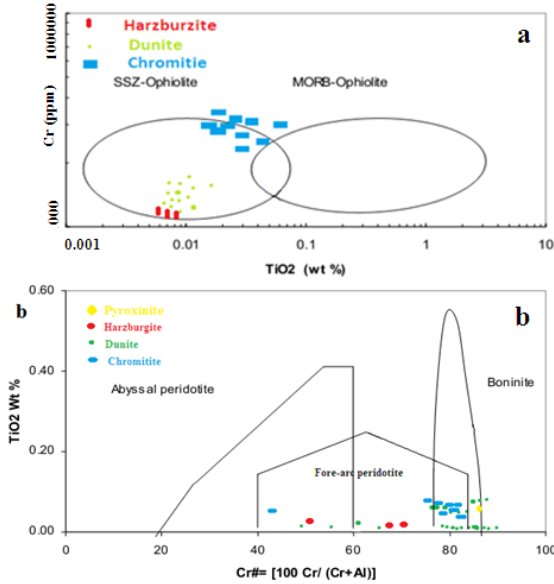 Harzburzite
Dunite
Chromitie
a
SSZ-Ophiolite
MORB-Ophiolite
Cr (ppm)
10000000
000
0.001
0.01
0.1
1
10
TiO2 (wt %)
b
b
0.60
Pyroxinite
Harzburgite
Dunite
Chromitite
Abyssal peridotite
Boninite
0.40
TiO2 Wt %
Fore-arc peridotite
0.20
0.00
0
20
40
60
80
100
Cr#= [100 Cr/ (Cr+Al)]